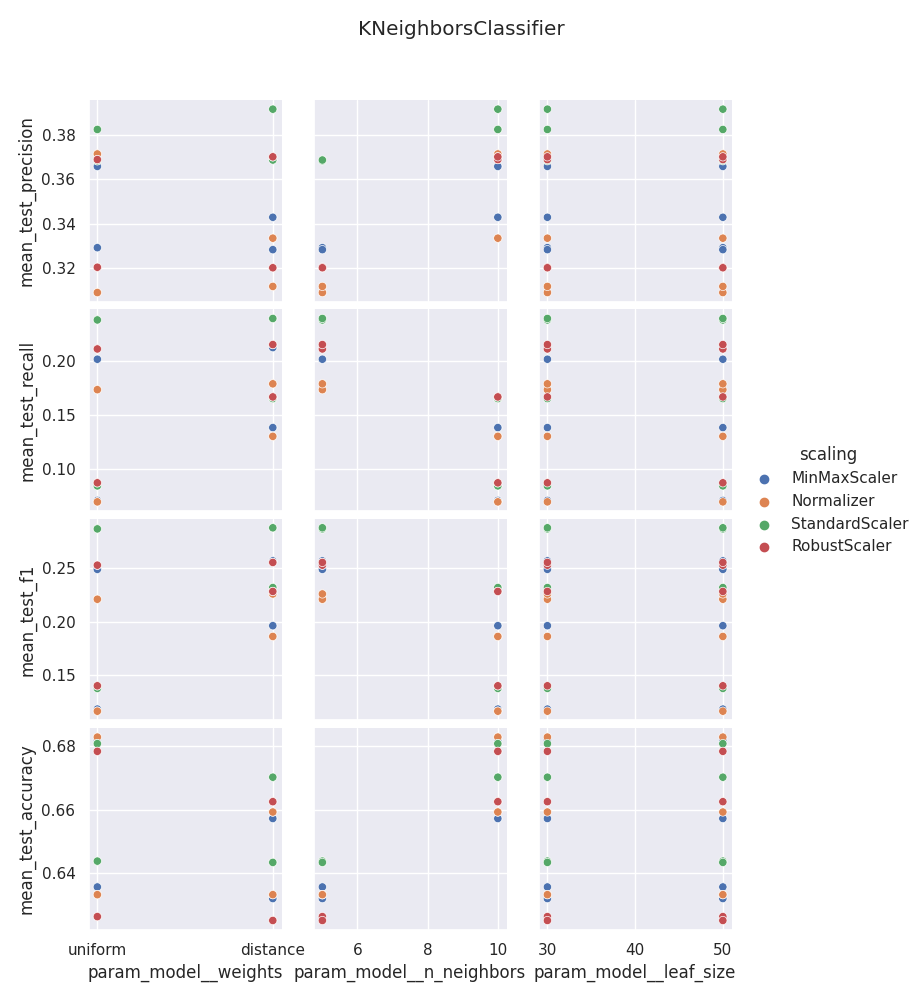 KNeighborsClassifier
mean_test_precision
0.38
0.36
0.34
0.32
mean_test_recall
0.20
0.15
0.10
mean_test_f1
0.25
0.20
0.15
mean_test_accuracy
0.68
0.66
0.64
uniform distance
param_model__weights
6 8 10
param_model__n_neighbors
30 40 50
param_model__leaf_size
scaling
MinMaxScaler
Normalizer
StandardScaler
RobustScaler